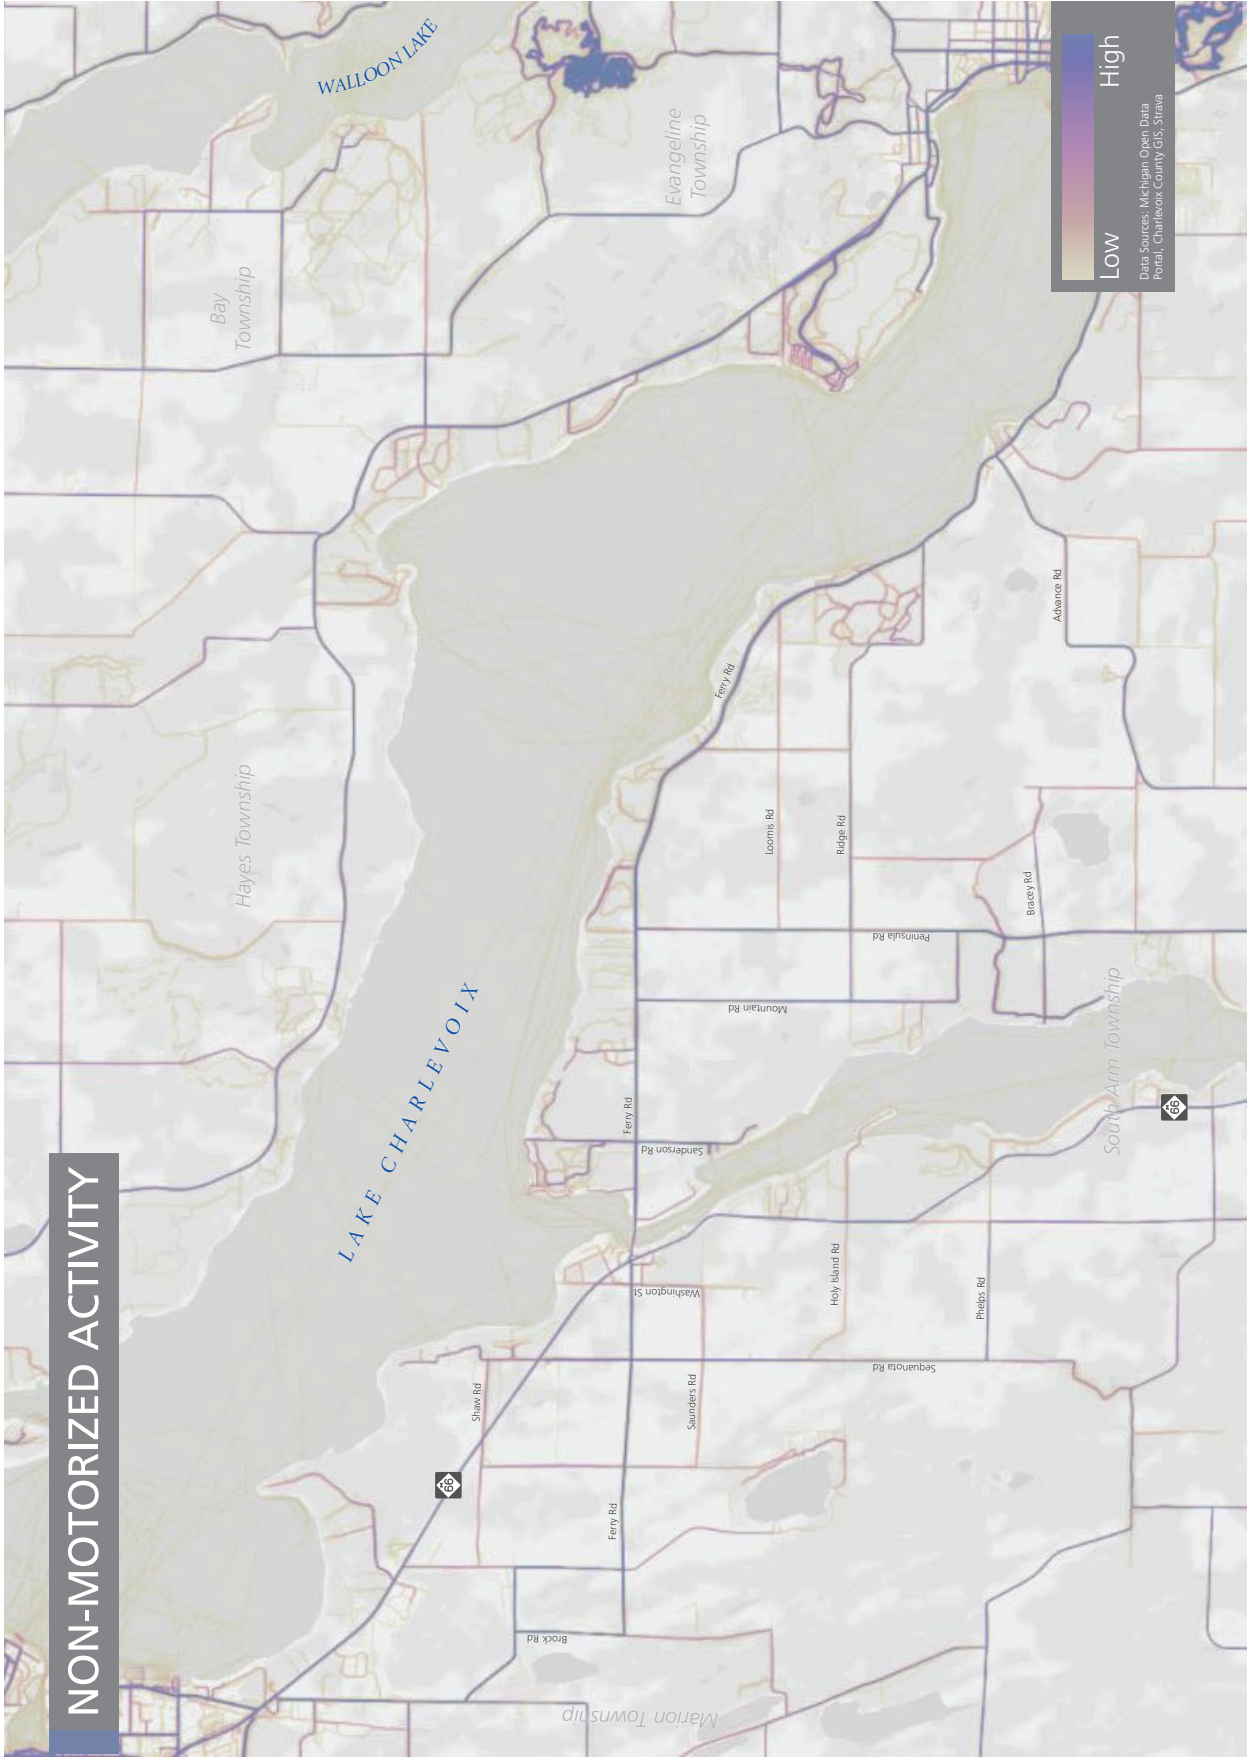 NON-MOTORIZED ACTIVITY
WALLOON LAKE
LAKE CHARLEVOIX
Bay
Township
Evangeline
Township
Hayes Township
South Arm Township
Marion Township
Ferry Rd
Advance Rd
Loomis Rd
Ridge Rd
Bracey Rd
Peninsula Rd
Mountain Rd
Ferry Rd
Sanderson Rd
66
Washington St
Holy Island Rd
Phelps Rd
Sequanota Rd
Shaw Rd
Saunders Rd
66
Ferry Rd
Brock Rd
Low
High
Data Sources: Michigan Open Data
Portal, Charlevoix County GIS, Strava